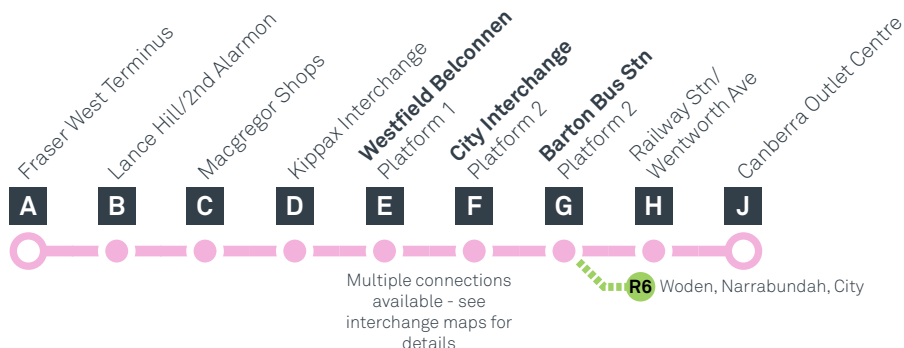 Fraser West Terminus
Lance Hill/2nd Alarmon
Macgregor Shops
Kippax Interchange
Westfield Belconnen
Platform 1
City Interchange
Platform 2
Barton Bus Stn
Platform 2
Railway Stn/
Wentworth Ave
Canberra Outlet Centre
A
B
C
D
E
F
G
H
J
Multiple connections
available - see
interchange maps for
details
R6 Woden, Narrabundah, City